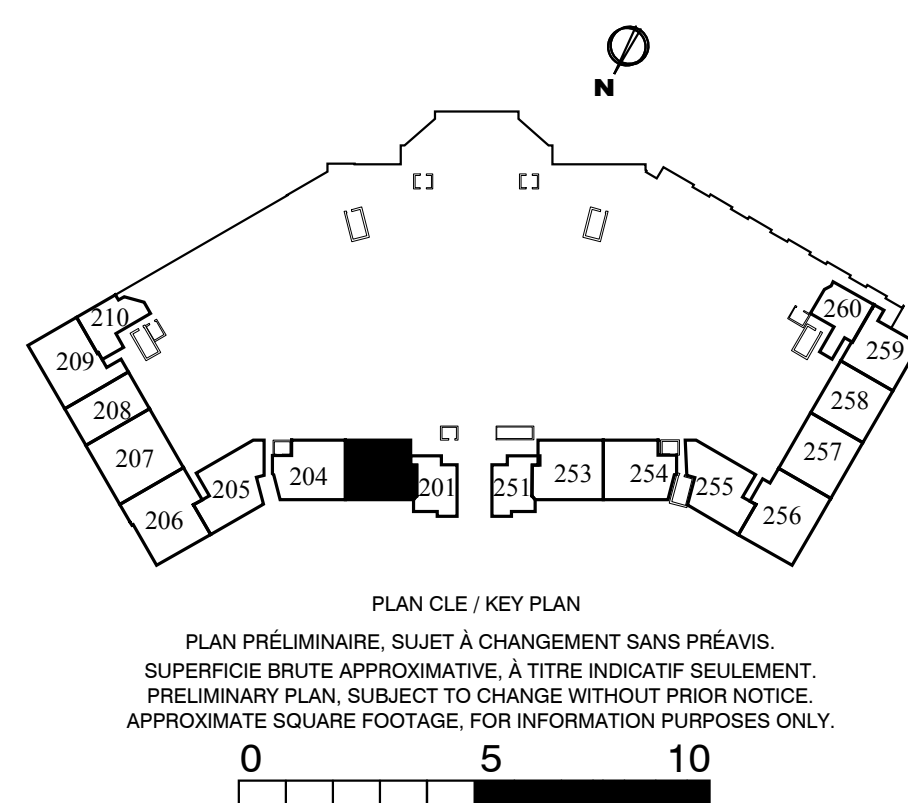 N
210
260
209
259
208
258
207
257
204
253
254
205
201
251
255
206
256
PLAN CLE / KEY PLAN
PLAN PRÉLIMINAIRE, SUJET À CHANGEMENT SANS PRÉAVIS.
SUPERFICIE BRUTE APPROXIMATIVE, À TITRE INDICATIF SEULEMENT.
PRELIMINARY PLAN, SUBJECT TO CHANGE WITHOUT PRIOR NOTICE.
APPROXIMATE SQUARE FOOTAGE, FOR INFORMATION PURPOSES ONLY.
0 5 10